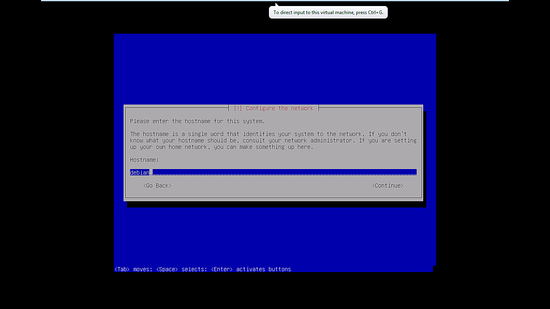 To direct input to this virtual machine, press Ctrl+G.
[!] Configure the network
Please enter the hostname for this system.
The hostname is a single word that identifies your system to the network. If you don't
know what your hostname should be, consult your network administrator. If you are setting
up your own home network, you can make something up here.
Hostname:
debian
<Go Back> <Continue>
<Tab> moves; <Space> selects; <Enter> activates buttons